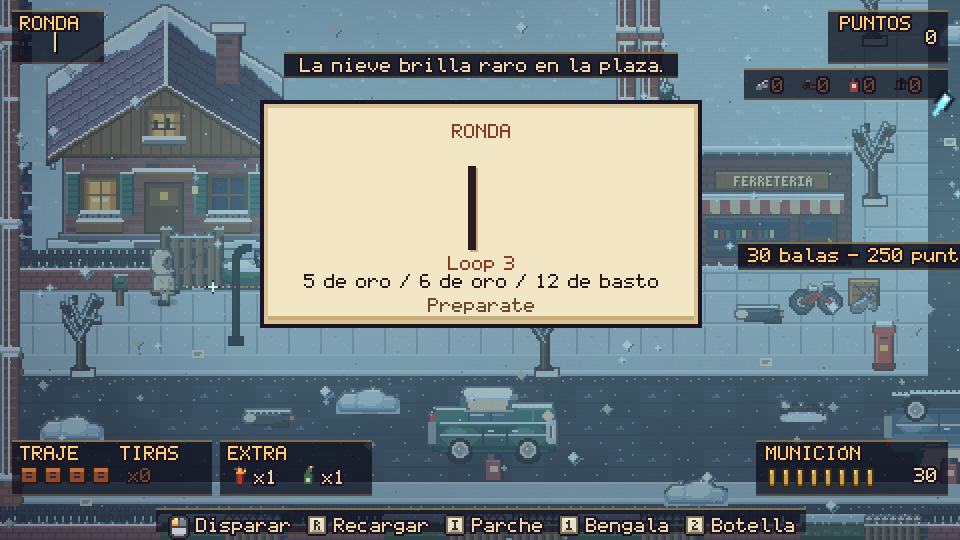 RONDA
|
PUNTOS
0
La nieve brilla raro en la plaza.
0 0 0 0
RONDA
|
Loop 3
5 de oro / 6 de oro / 12 de basto
Preparate
FERRETERIA
30 balas - 250 punt
TRAJE TIRAS
x0
EXTRA
x1 x1
MUNICIóN
30
Disparar R Recargar I Parche 1 Bengala 2 Botella